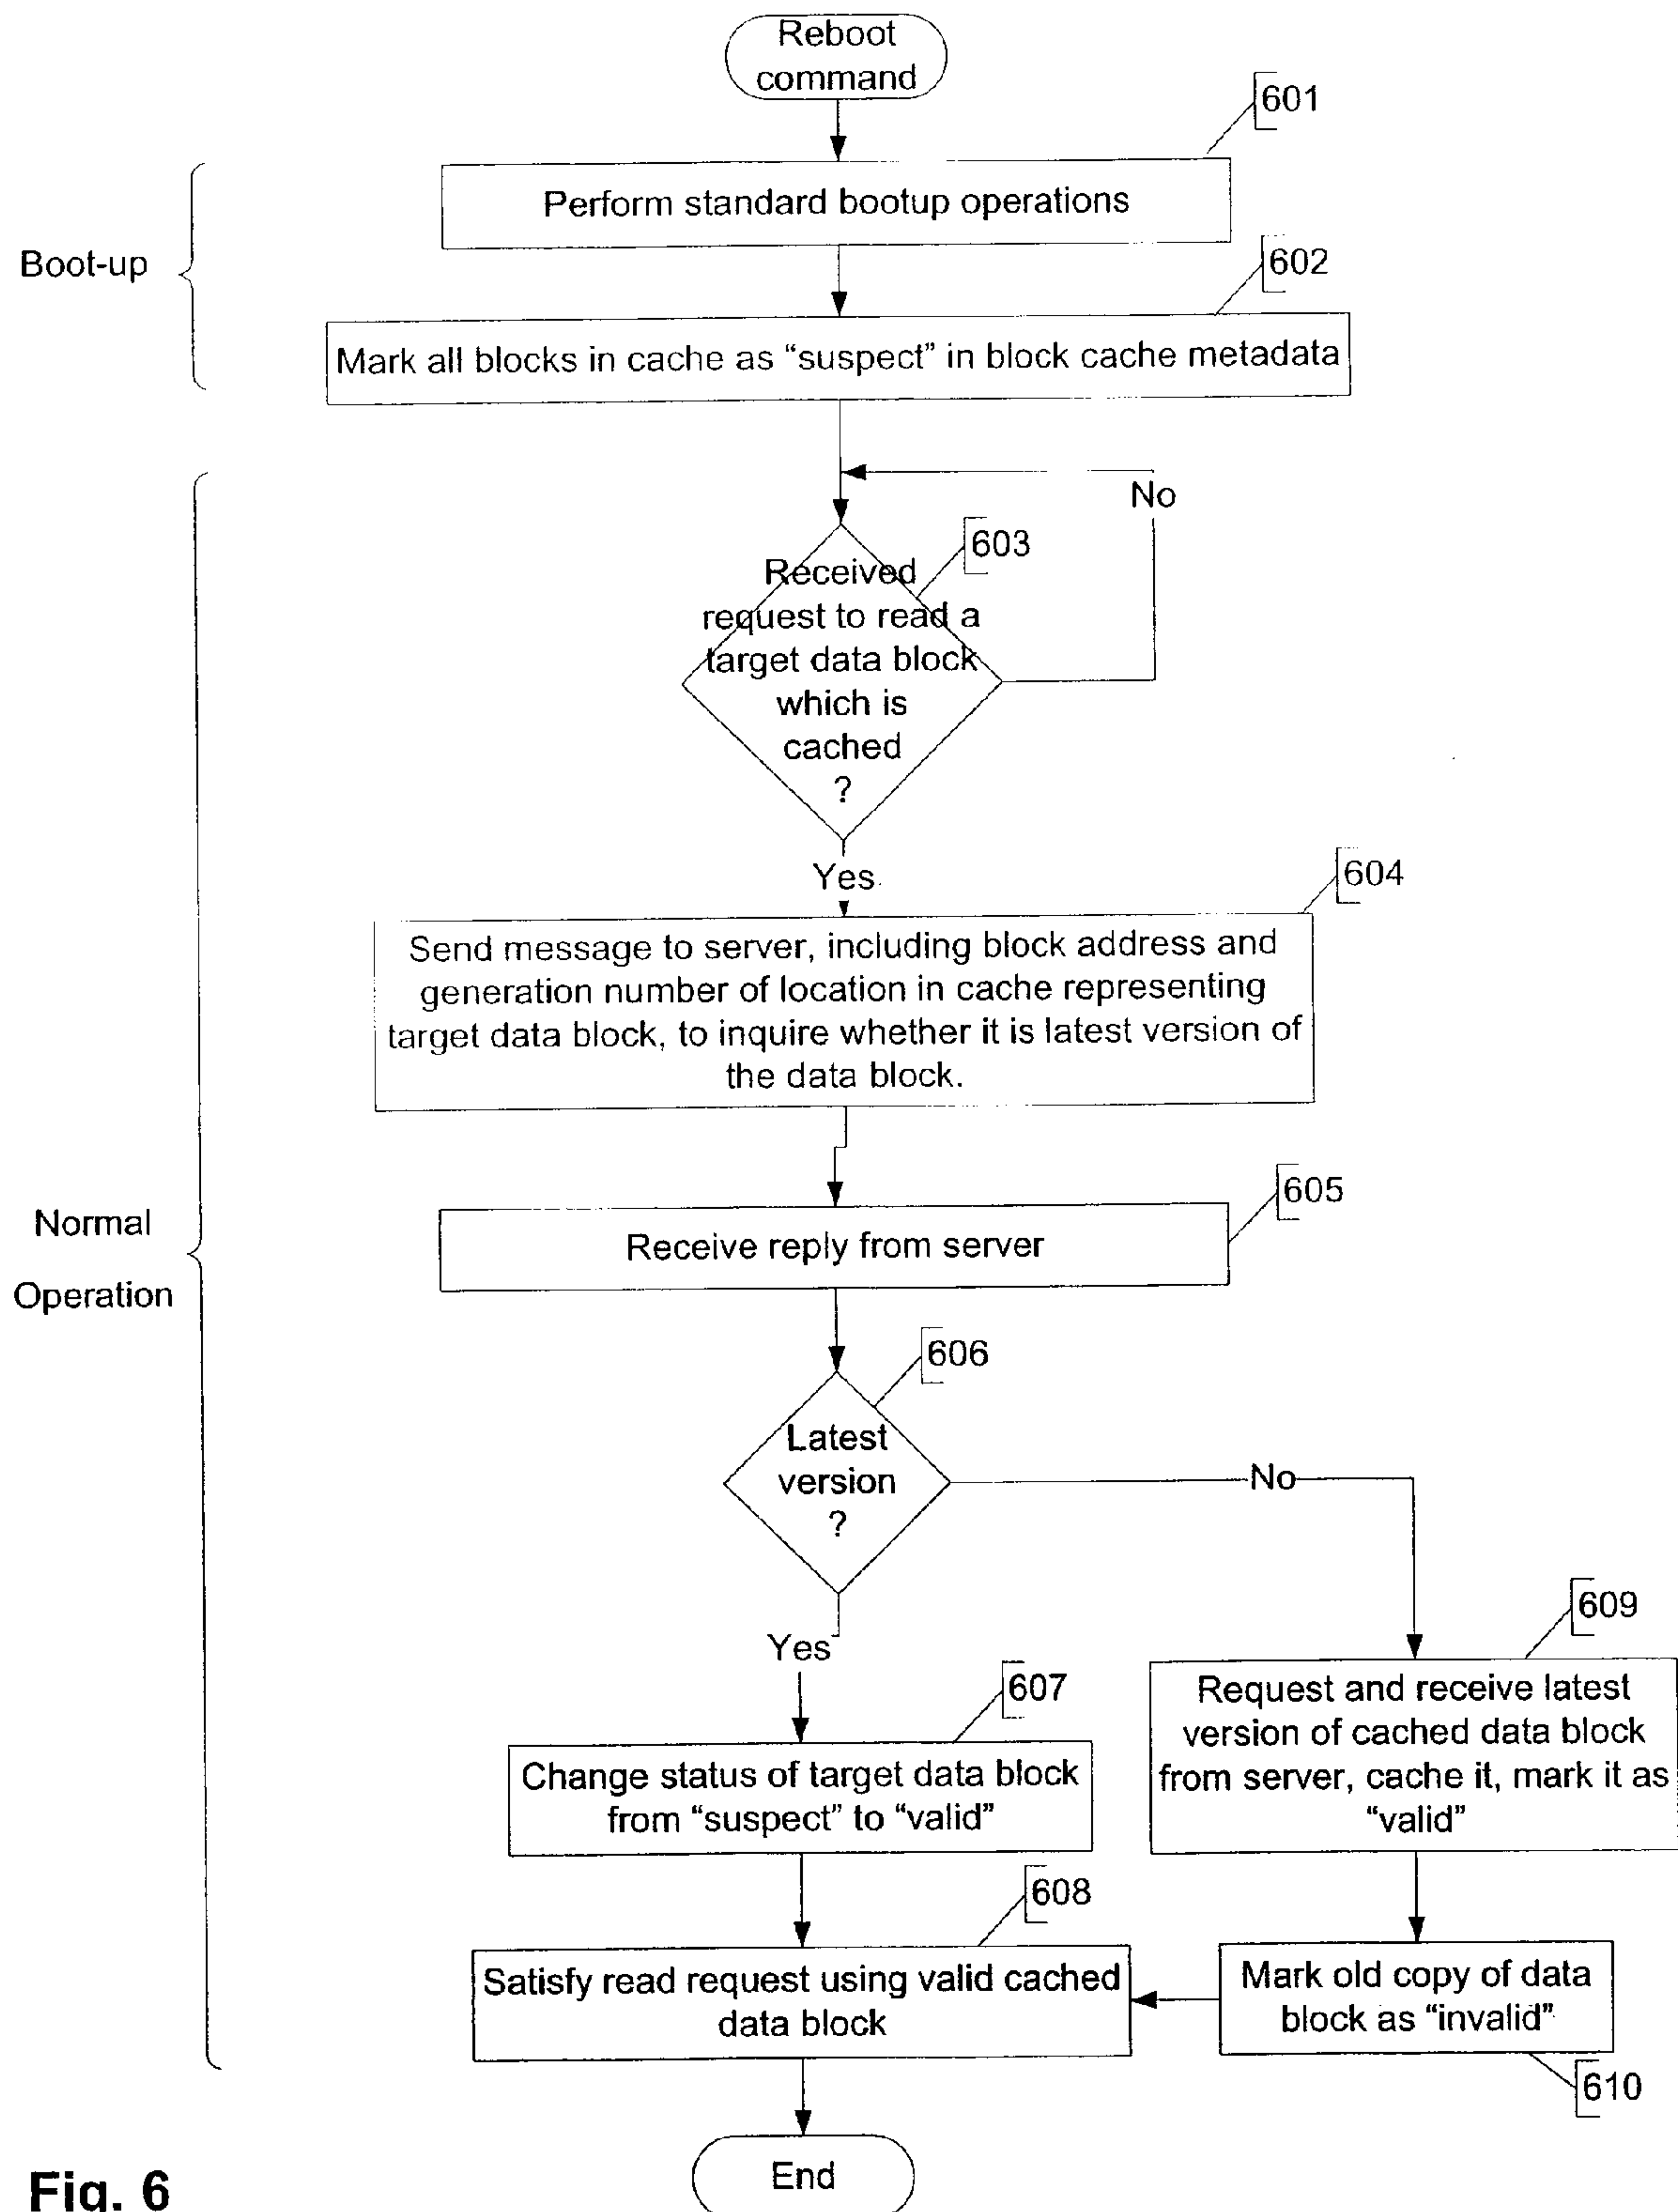 Reboot
command
601
Perform standard bootup operations
Boot-up
602
Mark all blocks in cache as “suspect” in block cache metadata
No
603
Received
request to read a
target data block
which is
cached
?
Yes
604
Send message to server, including block address and
generation number of location in cache representing
target data block, to inquire whether it is latest version of
the data block.
605
Normal
Operation
Receive reply from server
606
Latest
version
?
No
Yes
609
607
Request and receive latest
version of cached data block
from server, cache it, mark it as
“valid”
Change status of target data block
from “suspect” to “valid”
608
Satisfy read request using valid cached
data block
Mark old copy of data
block as “invalid”
610
End
Fig. 6